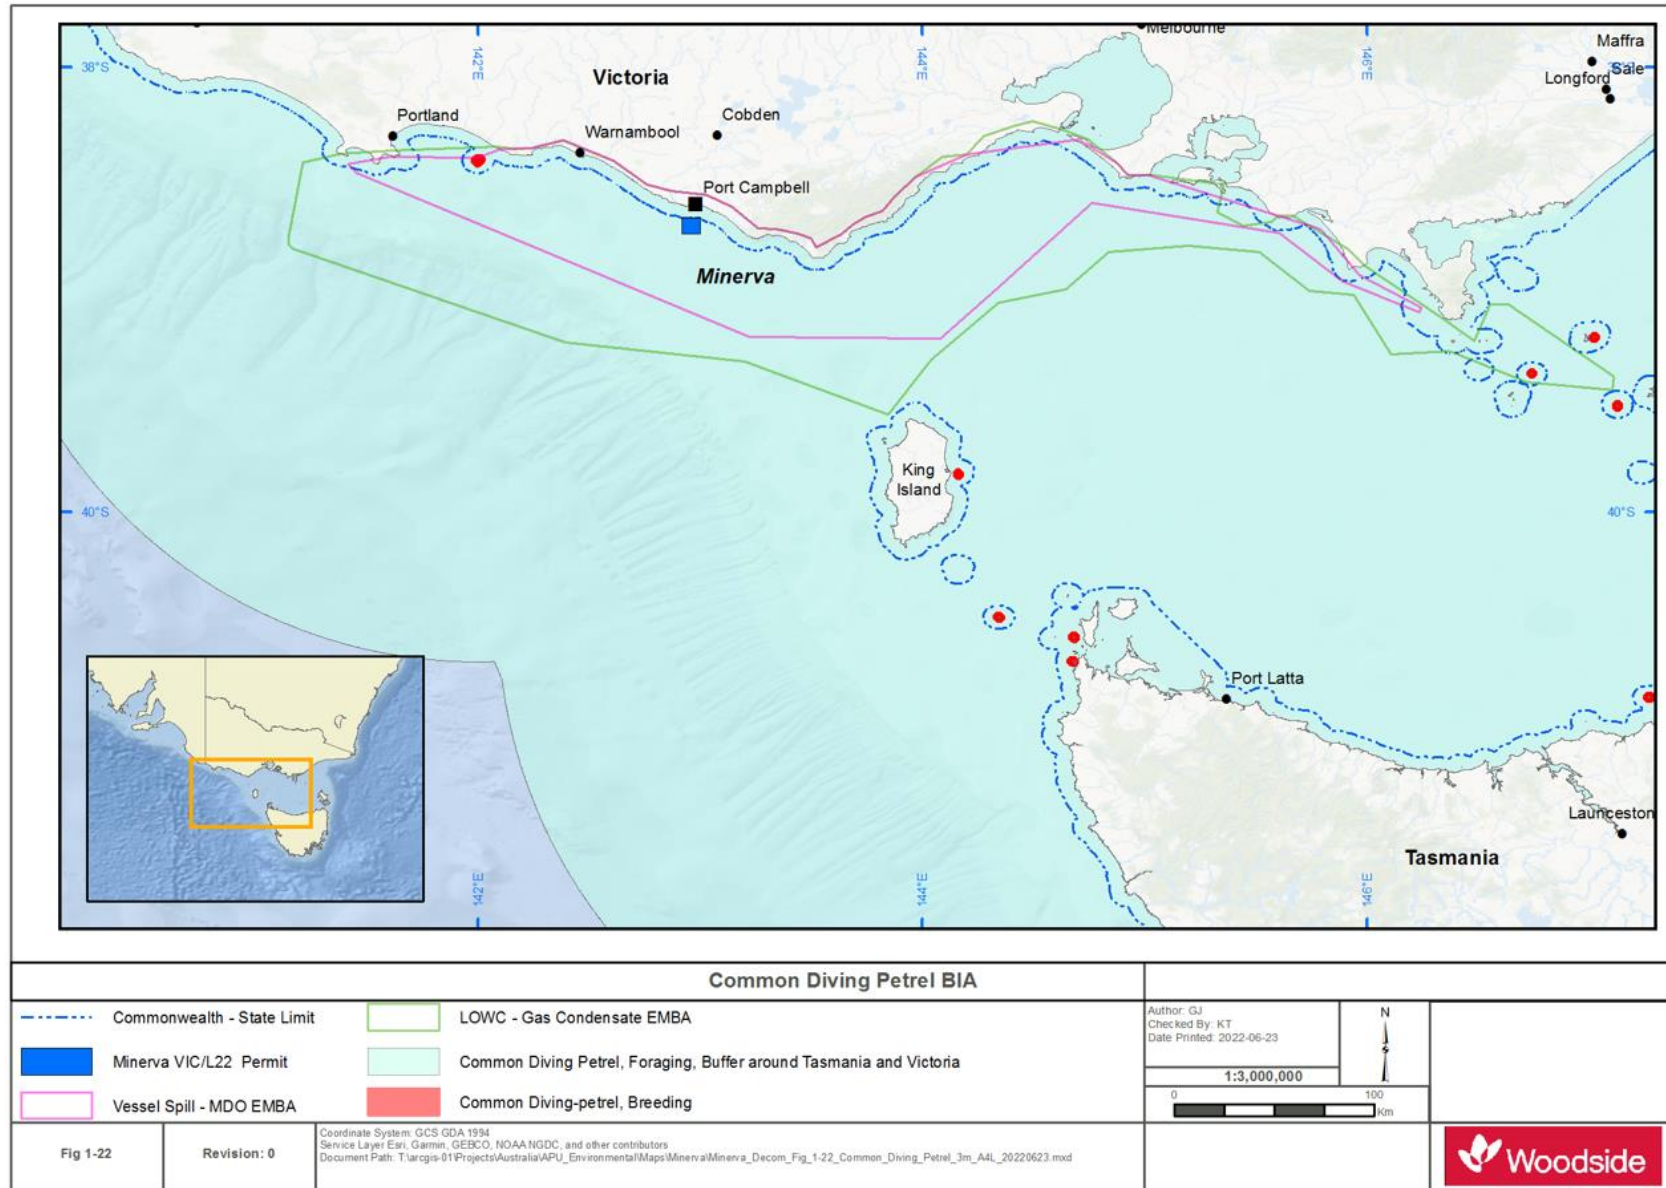 Melbourne
Maffra
38°S
142°E
144°E
146°E
Sale
Longford
Victoria
Portland
Cobden
Warnambool
Port Campbell
Minerva
King
Island
40°S
40°S
Port Latta
Launceston
Tasmania
142°E
144°E
146°E
Common Diving Petrel BIA
Commonwealth - State Limit
LOWC - Gas Condensate EMBA
Minerva VIC/L22 Permit
Common Diving Petrel, Foraging, Buffer around Tasmania and Victoria
Vessel Spill - MDO EMBA
Common Diving-petrel, Breeding
Author: GJ
Checked By: KT
Date Printed: 2022-06-23
1:3,000,000
N
0 100
Km
Fig 1-22
Revision: 0
Coordinate System: GCS GDA 1994
Service Layer Esri, Garmin, GEBCO, NOAA NGDC, and other contributors
Document Path: T:\arcgis-01\Projects\Australia\APU_Environmental\Maps\Minerva\Minerva_Decom_Fig_1-22_Common_Diving_Petrel_3m_A4L_20220623.mxd
Woodside